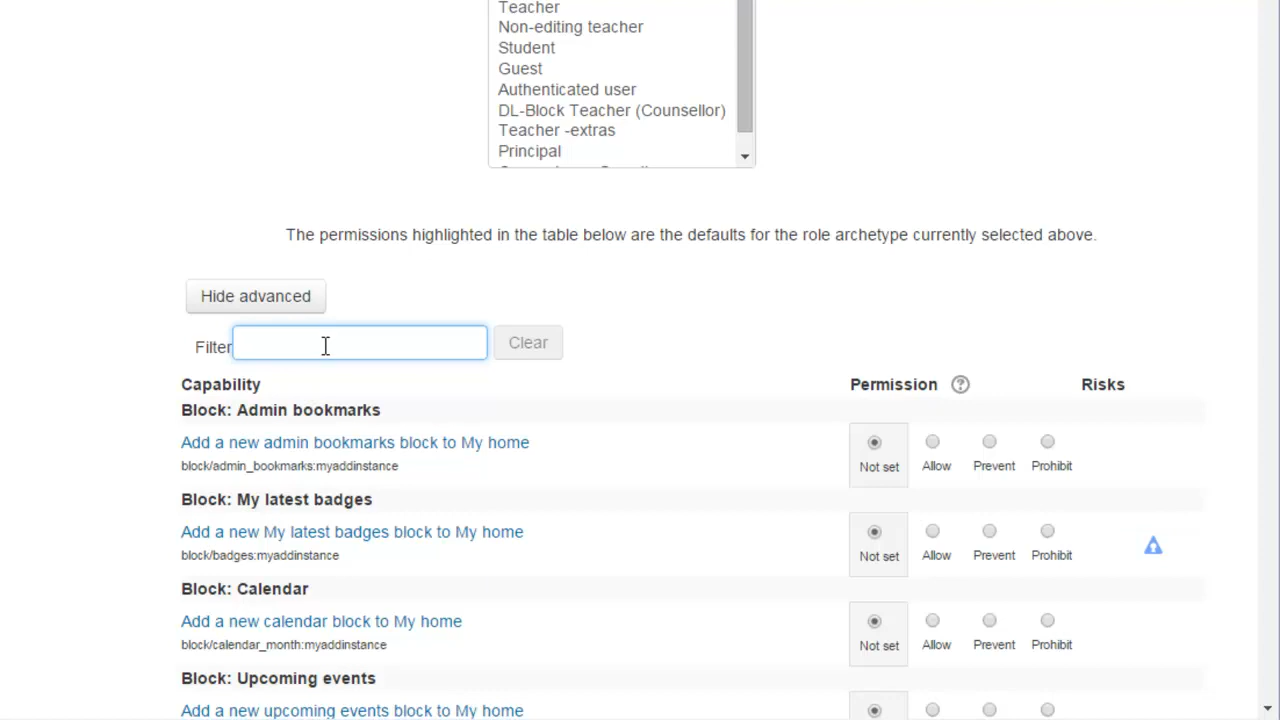 Teacher
Non-editing teacher
Student
Guest
Authenticated user
DL-Block Teacher (Counsellor)
Teacher -extras
Principal
The permissions highlighted in the table below are the defaults for the role archetype currently selected above.
Hide advanced
Filter Clear
Capability Permission ? Risks
Block: Admin bookmarks
Add a new admin bookmarks block to My home
block/admin_bookmarks:myaddinstance
Not set Allow Prevent Prohibit
Block: My latest badges
Add a new My latest badges block to My home
block/badges:myaddinstance
Not set Allow Prevent Prohibit
Block: Calendar
Add a new calendar block to My home
block/calendar_month:myaddinstance
Not set Allow Prevent Prohibit
Block: Upcoming events
Add a new upcoming events block to My home